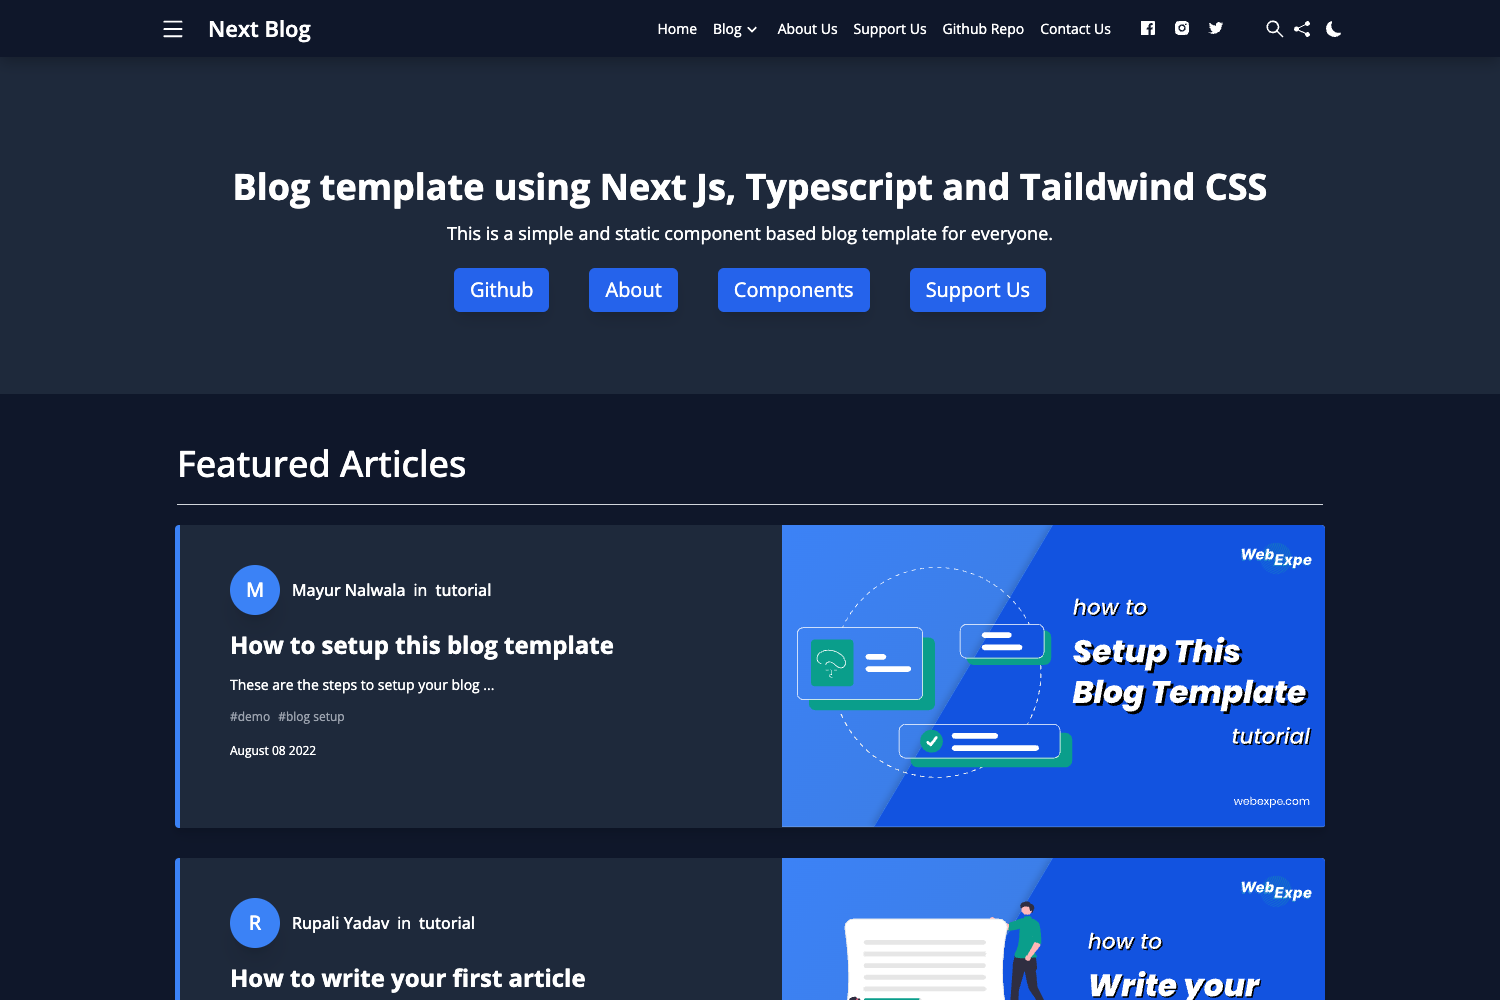 Next Blog
Home Blog About Us Support Us Github Repo Contact Us
Blog template using Next Js, Typescript and Taildwind CSS
This is a simple and static component based blog template for everyone.
Github About Components Support Us
Featured Articles
M Mayur Nalwala in tutorial
How to setup this blog template
These are the steps to setup your blog ...
#demo #blog setup
August 08 2022
WebExpe
how to
Setup This
Blog Template
tutorial
webexpe.com
R Rupali Yadav in tutorial
How to write your first article
WebExpe
how to
Write your